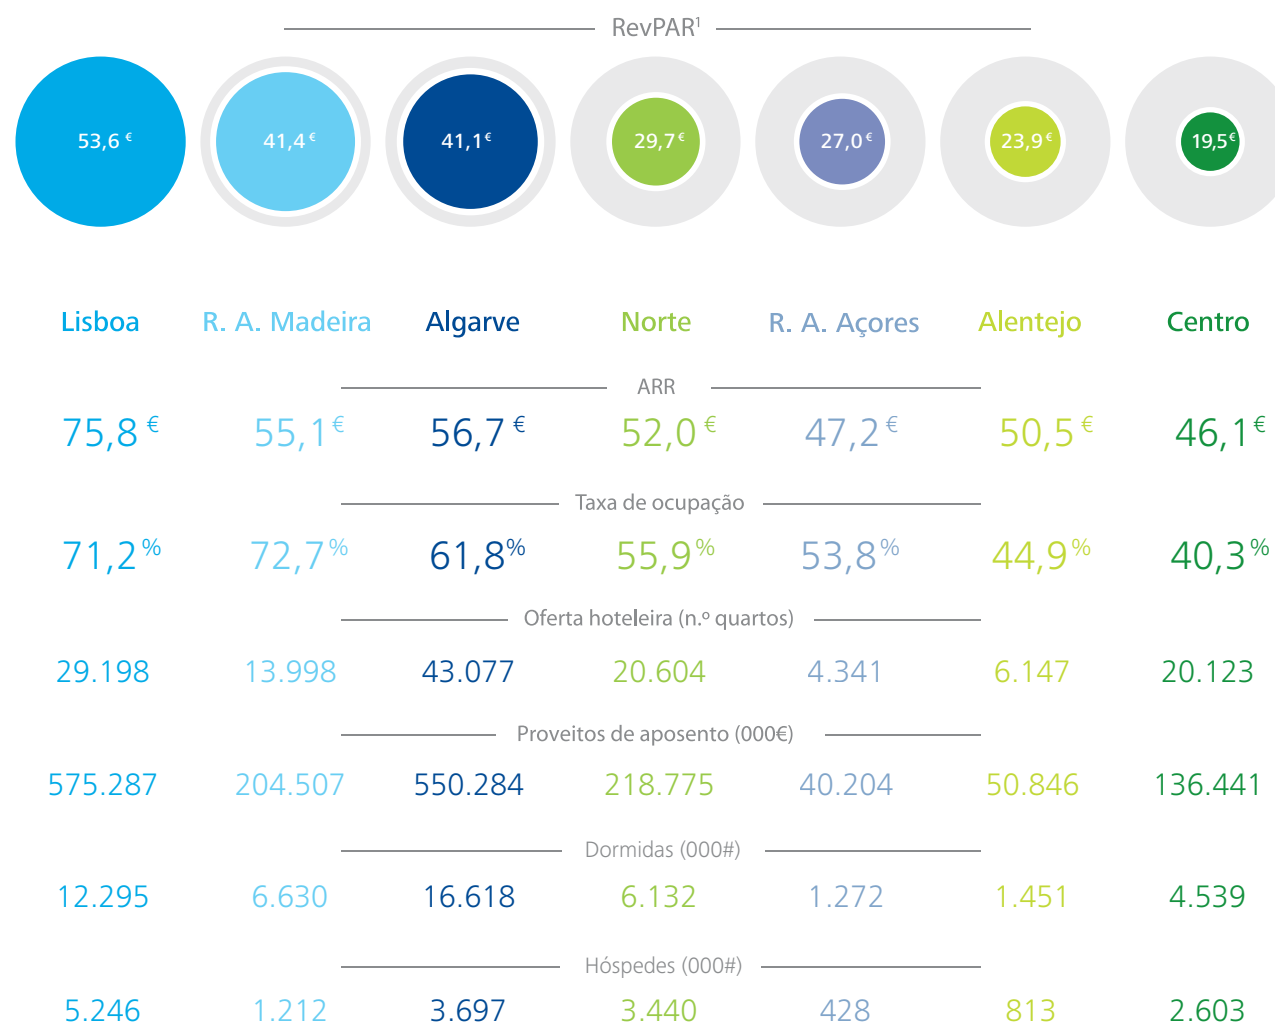 RevPAR¹
53,6 € 41,4 € 41,1 € 29,7 € 27,0 € 23,9 € 19,5 €
Lisboa R. A. Madeira Algarve Norte R. A. Açores Alentejo Centro
ARR
75,8 € 55,1 € 56,7 € 52,0 € 47,2 € 50,5 € 46,1 €
Taxa de ocupação
71,2 % 72,7 % 61,8 % 55,9 % 53,8 % 44,9 % 40,3 %
Oferta hoteleira (n.º quartos)
29.198 13.998 43.077 20.604 4.341 6.147 20.123
Proveitos de aposento (000€)
575.287 204.507 550.284 218.775 40.204 50.846 136.441
Dormidas (000#)
12.295 6.630 16.618 6.132 1.272 1.451 4.539
Hóspedes (000#)
5.246 1.212 3.697 3.440 428 813 2.603